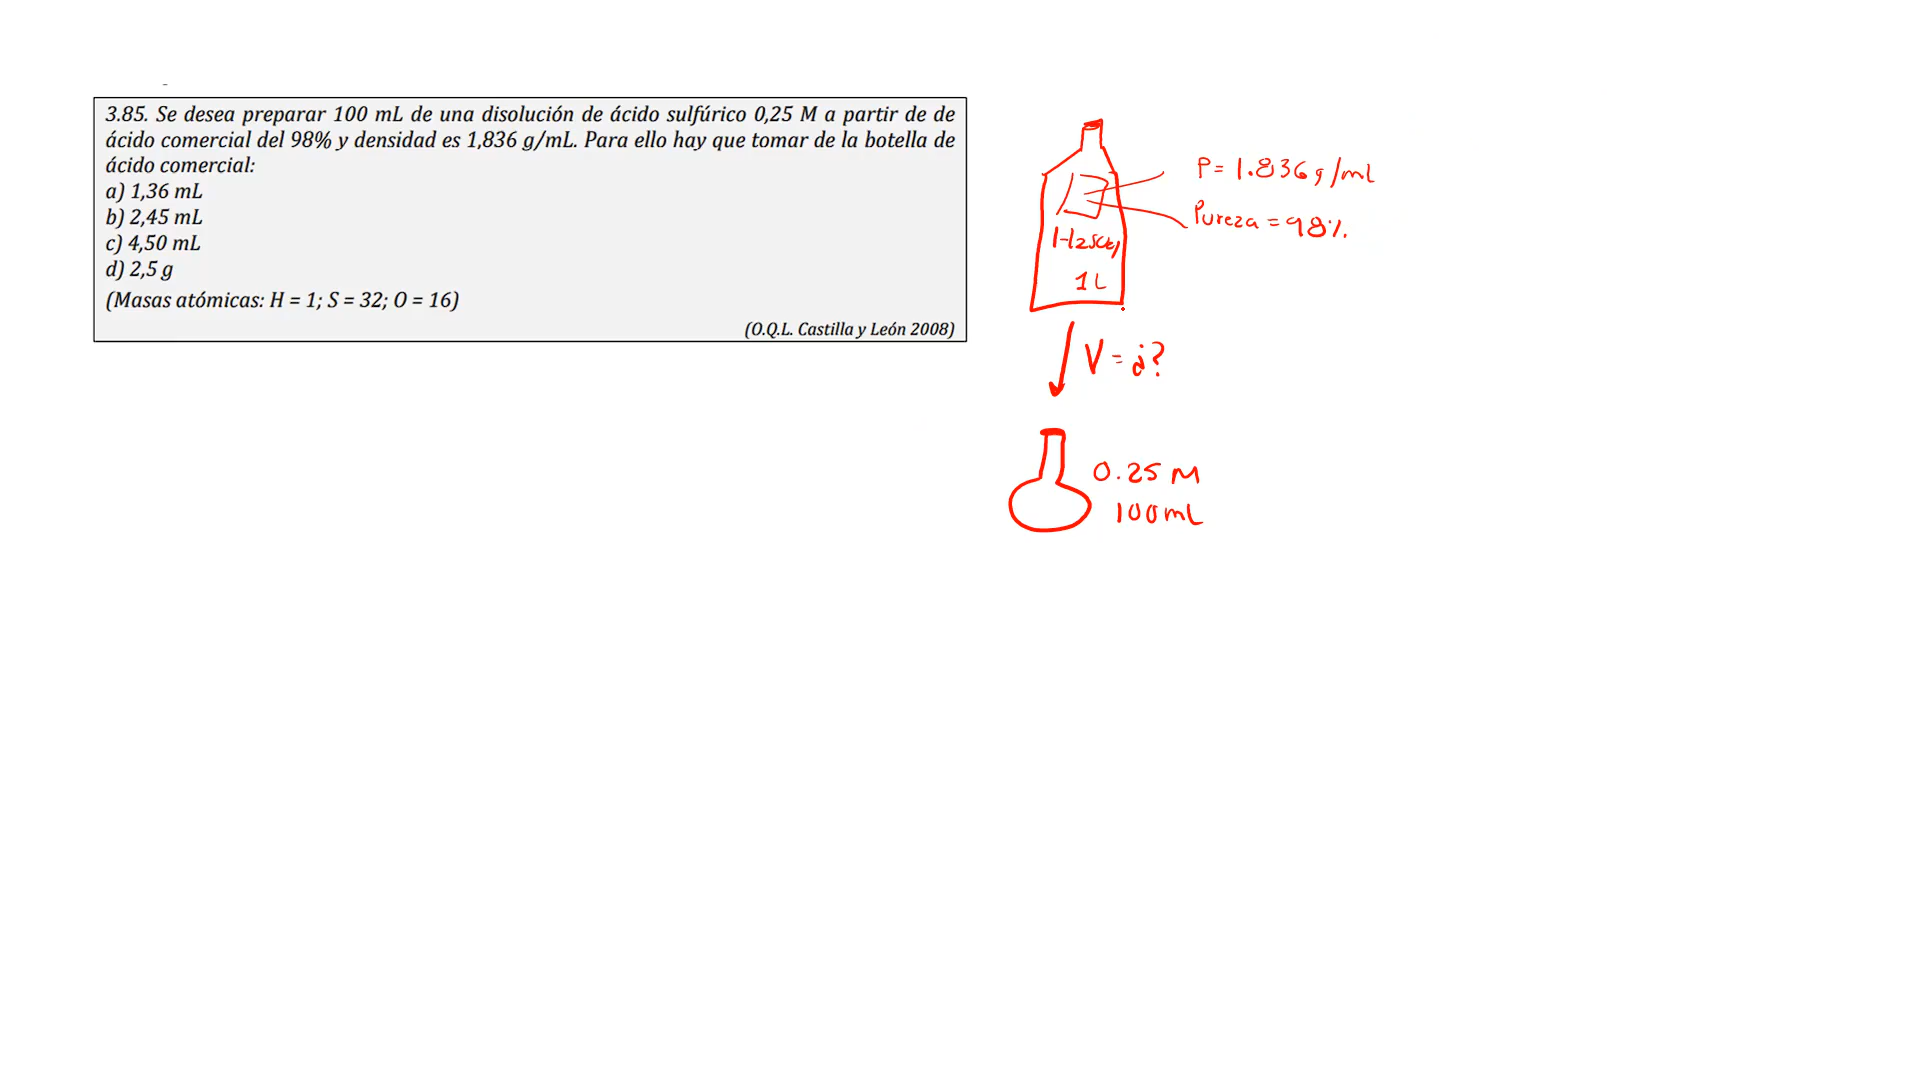 3.85. Se desea preparar 100 mL de una disolución de ácido sulfúrico 0,25 M a partir de de
ácido comercial del 98% y densidad es 1,836 g/mL. Para ello hay que tomar de la botella de
ácido comercial:
a) 1,36 mL
b) 2,45 mL
c) 4,50 mL
d) 2,5 g
(Masas atómicas: H = 1; S = 32; O = 16)
(O.Q.L. Castilla y León 2008)
P = 1.836 g/mL
Pureza = 98%
H2SO4
1 L
V = ¿?
0.25 M
100mL